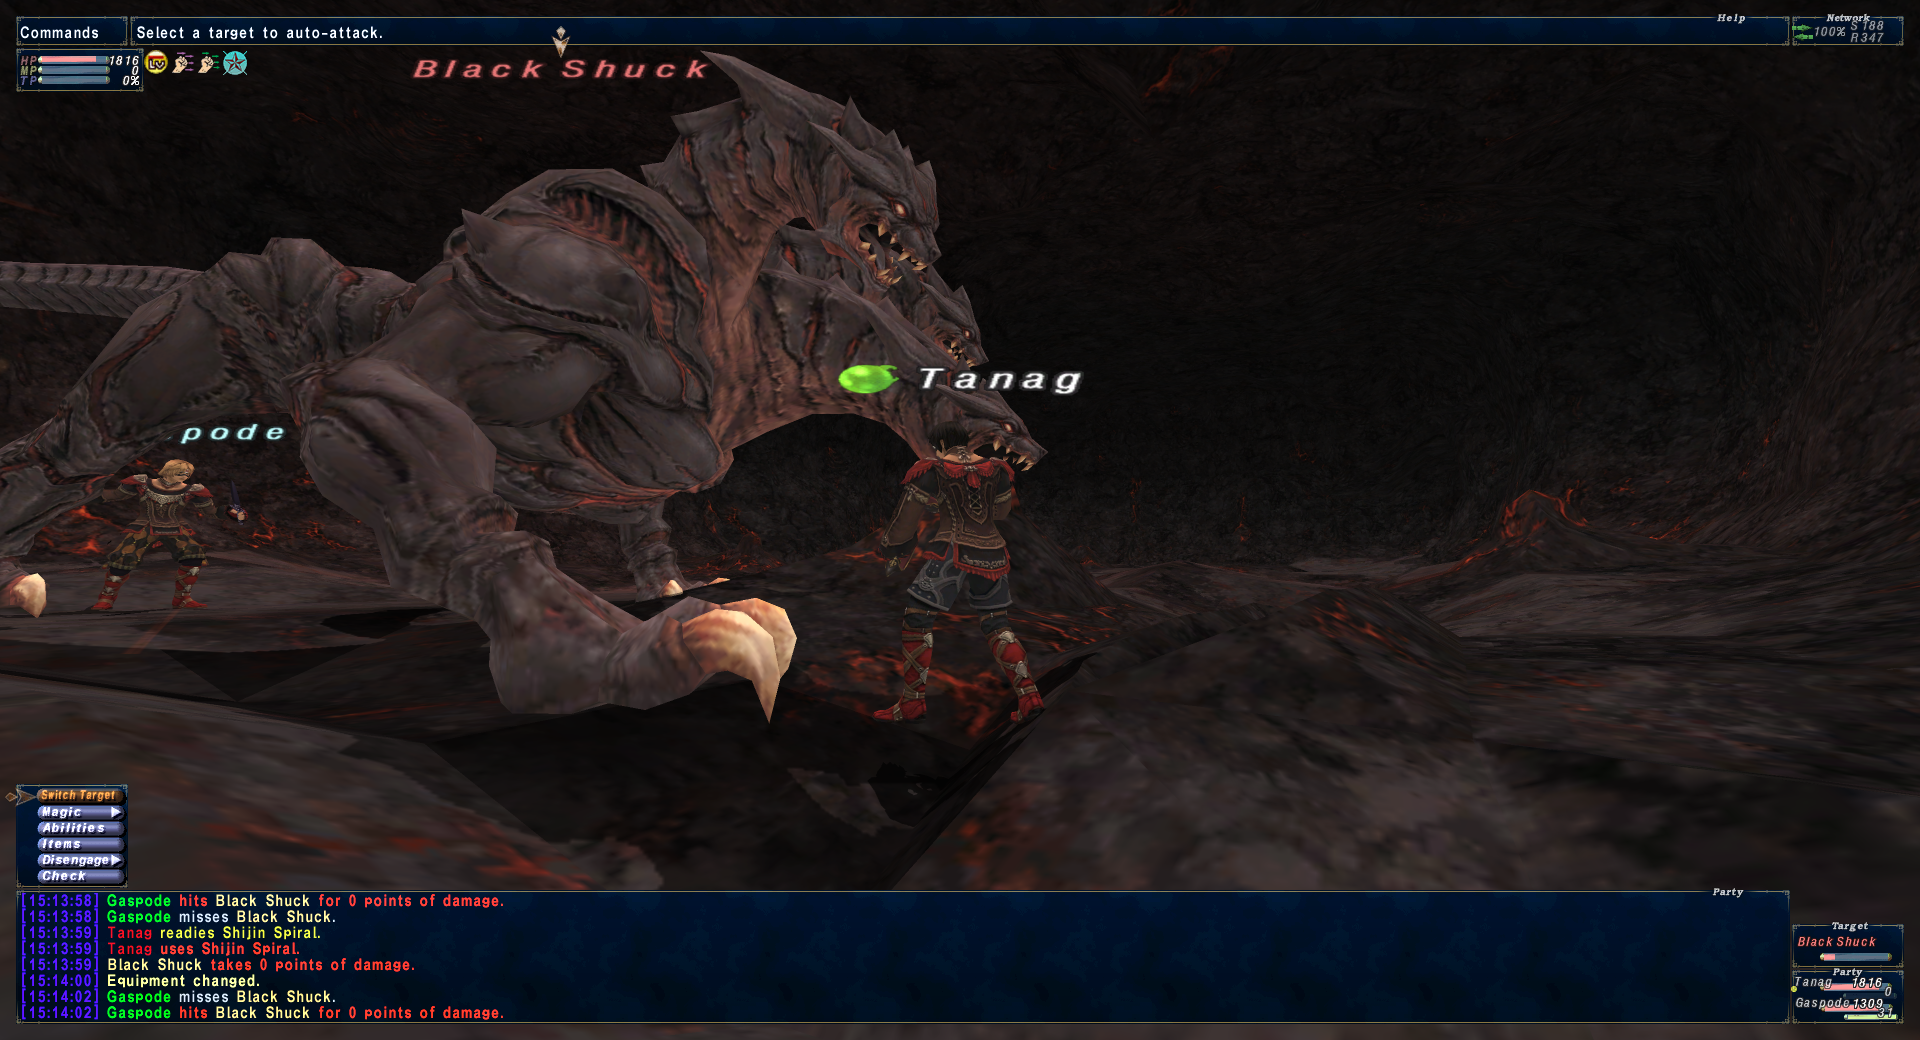 Commands
Select a target to auto-attack.
Help
Network
100% S 188
R 347
HP 1816
MP 0
TP 0%
Black Shuck
Tanag
pode
Switch Target
Magic
Abilities
Items
Disengage
Check
Party
[15:13:58] Gaspode hits Black Shuck for 0 points of damage.
[15:13:58] Gaspode misses Black Shuck.
[15:13:59] Tanag readies Shijin Spiral.
[15:13:59] Tanag uses Shijin Spiral.
[15:13:59] Black Shuck takes 0 points of damage.
[15:14:00] Equipment changed.
[15:14:02] Gaspode misses Black Shuck.
[15:14:02] Gaspode hits Black Shuck for 0 points of damage.
Target
Black Shuck
Party
Tanag 1816
0
Gaspode 1309
31